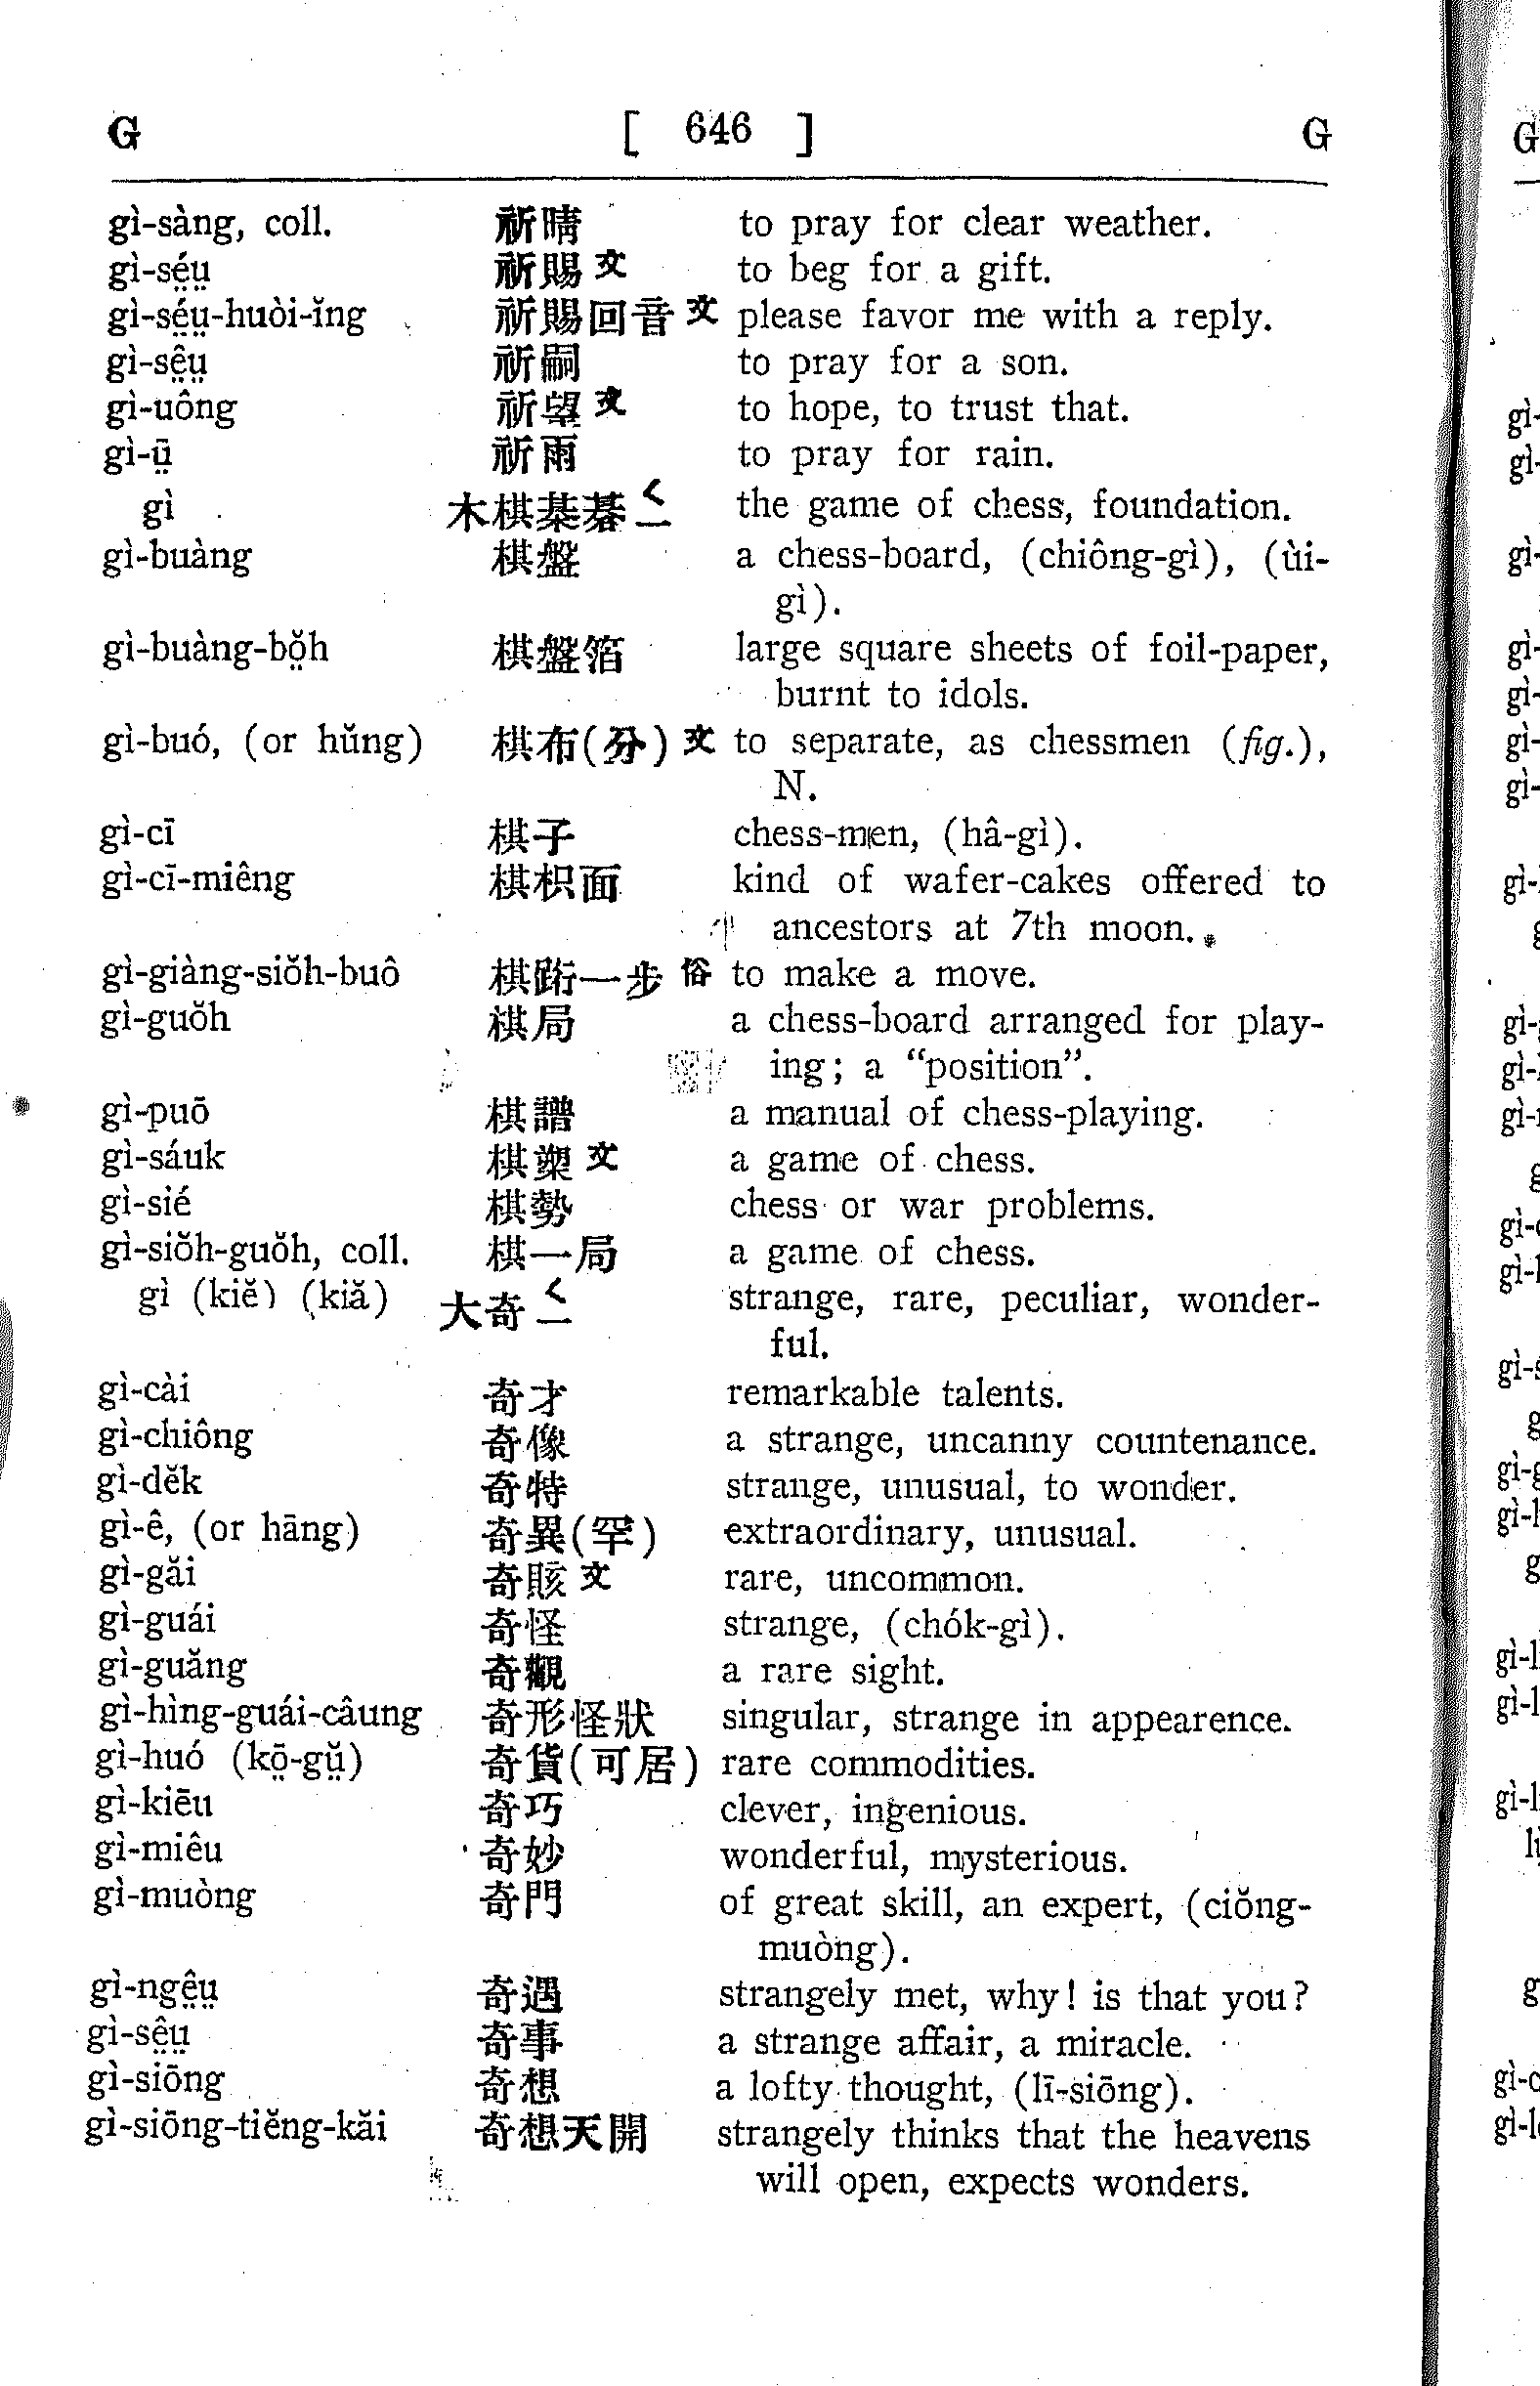 G [ 646 ] G
gì-sàng, coll. 祈晴 to pray for clear weather.
gì-sé̤ṳ 祈賜文 to beg for a gift.
gì-sé̤ṳ-huòi-ĭng 祈賜回音文 please favor me with a reply.
gì-sê̤ṳ 祈嗣 to pray for a son.
gì-uông 祈望文 to hope, to trust that.
gì-ṳ̄ 祈雨 to pray for rain.
gì 木棋棊碁ㄑ一 the game of chess, foundation.
gì-buàng 棋盤 a chess-board, (chiông-gì), (ùi-
gì).
gì-buàng-bŏ̤h 棋盤箔 large square sheets of foil-paper,
burnt to idols.
gì-buó, (or hŭng) 棋布(分)文 to separate, as chessmen (fig.),
N.
gì-cī 棋子 chess-men, (hâ-gì).
gì-cī-miêng 棋枳面 kind of wafer-cakes offered to
ancestors at 7th moon.
gì-giàng-siŏh-buô 棋𨀣一步 俗 to make a move.
gì-guŏh 棋局 a chess-board arranged for play-
ing; a “position”.
gì-puō 棋譜 a manual of chess-playing.
gì-sáuk 棋槊文 a game of chess.
gì-sié 棋勢 chess or war problems.
gì-siŏh-guŏh, coll. 棋一局 a game of chess.
gì (kiĕ) (kiă) 大奇ㄑ一 strange, rare, peculiar, wonder-
ful.
gì-cài 奇才 remarkable talents.
gì-chiông 奇像 a strange, uncanny countenance.
gì-dĕk 奇特 strange, unusual, to wonder.
gì-ê, (or hāng) 奇異(罕) extraordinary, unusual.
gì-găi 奇賅文 rare, uncommon.
gì-guái 奇怪 strange, (chók-gì).
gì-guăng 奇觀 a rare sight.
gì-hìng-guái-câung 奇形怪狀 singular, strange in appearence.
gì-huó (kō̤-gṳ̆) 奇貨(可居) rare commodities.
gì-kiēu 奇巧 clever, ingenious.
gì-miêu 奇妙 wonderful, mysterious.
gì-muòng 奇門 of great skill, an expert, (ciŏng-
muòng).
gì-ngê̤ṳ 奇遇 strangely met, why! is that you?
gì-sê̤ṳ 奇事 a strange affair, a miracle.
gì-siōng 奇想 a lofty thought, (lī-siōng).
gì-siōng-tiĕng-kăi 奇想天開 strangely thinks that the heavens
will open, expects wonders.